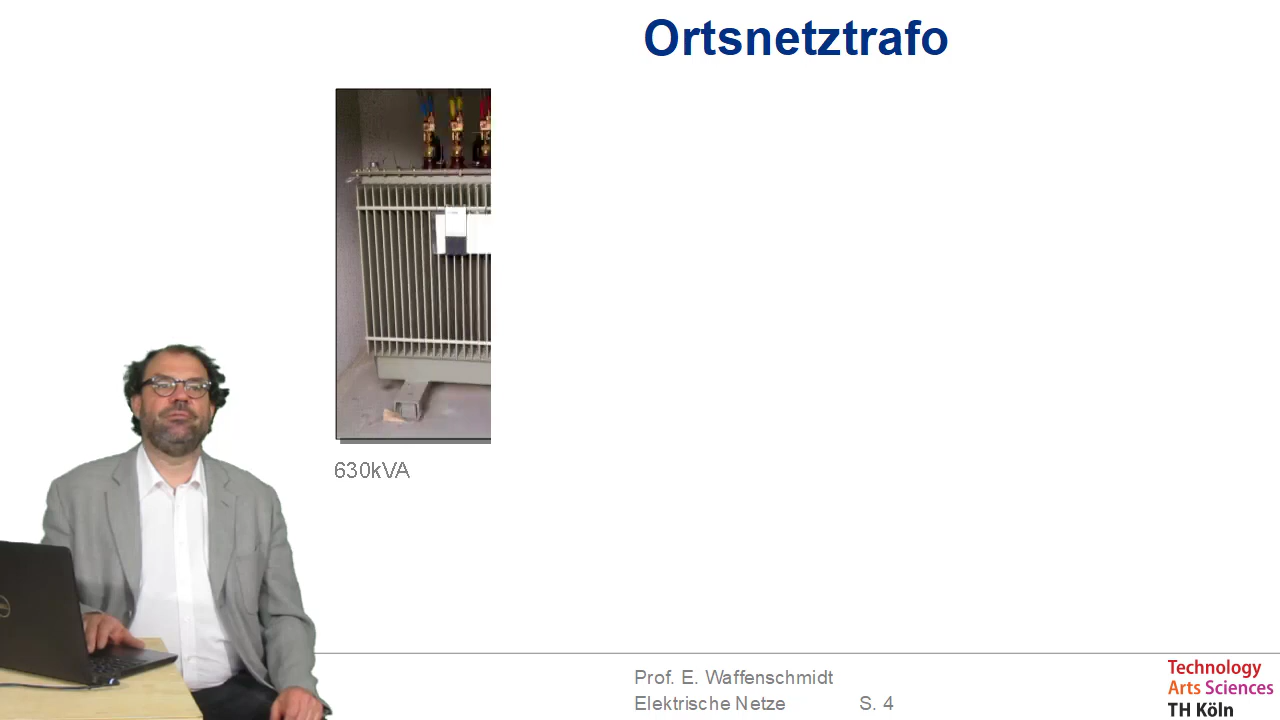 Ortsnetztrafo
630kVA
Prof. E. Waffenschmidt
Elektrische Netze S. 4
Technology
Arts Sciences
TH Köln